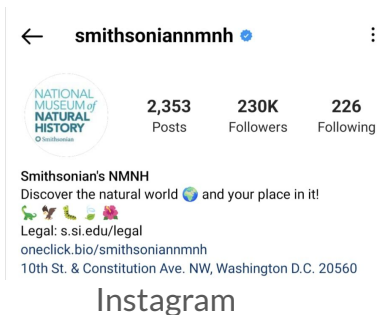 smithsoniannmnh
NATIONAL
MUSEUM of
NATURAL
HISTORY
Smithsonian
2,353 230K 226
Posts Followers Following
Smithsonian's NMNH
Discover the natural world 🌍 and your place in it!
🦕 🦅 🐛 🍃 🌺
Legal: s.si.edu/legal
oneclick.bio/smithsoniannmnh
10th St. & Constitution Ave. NW, Washington D.C. 20560
Instagram